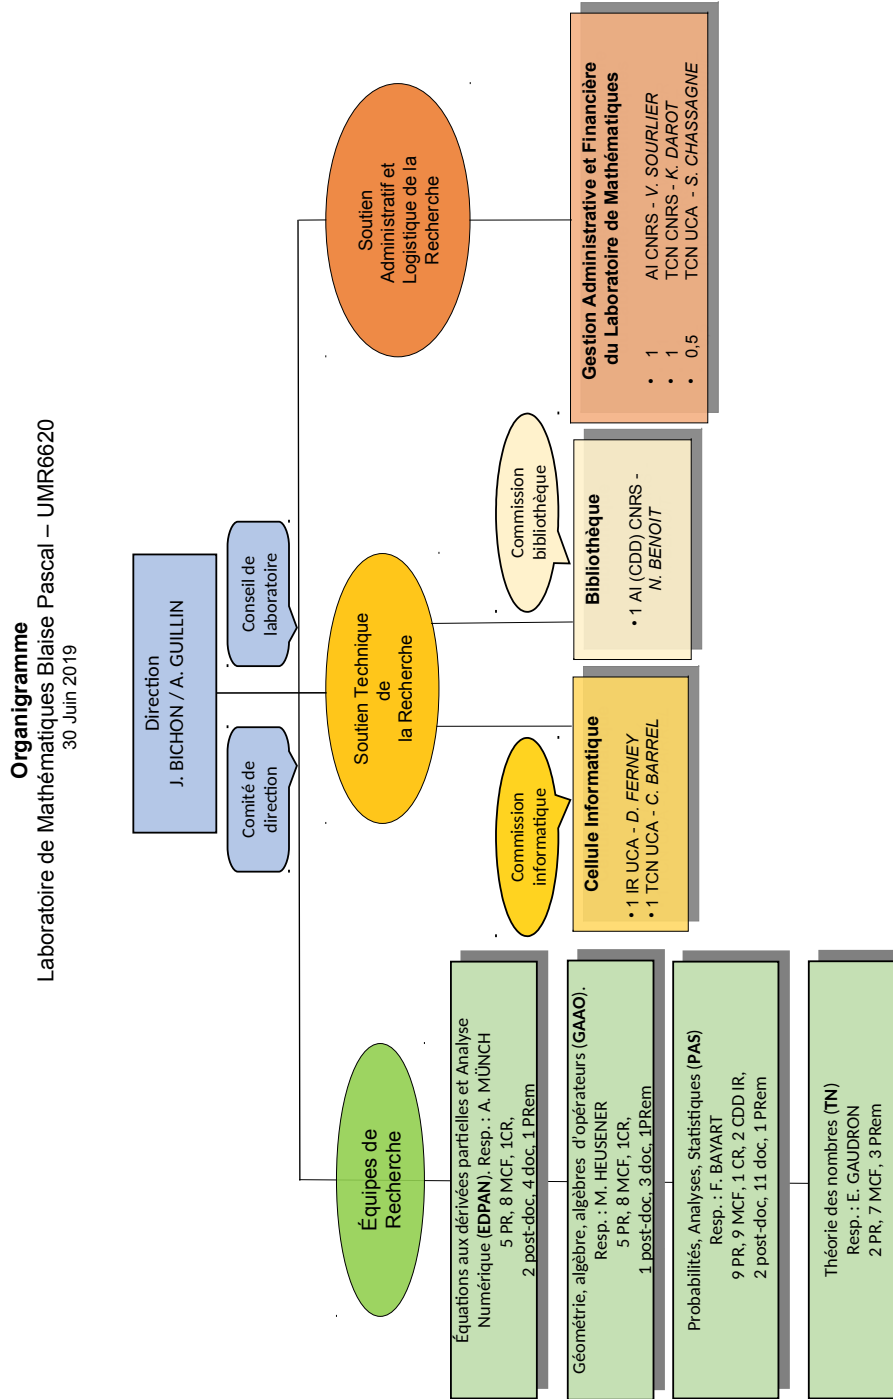 Organigramme
Laboratoire de Mathématiques Blaise Pascal – UMR6620
30 Juin 2019
Direction
J. BICHON / A. GUILLIN
Comité de
direction
Conseil de
laboratoire
Équipes de
Recherche
Soutien Technique
de
la Recherche
Soutien
Administratif et
Logistique de la
Recherche
Équations aux dérivées partielles et Analyse
Numérique (EDPAN). Resp. : A. MÜNCH
5 PR, 8 MCF, 1CR,
2 post-doc, 4 doc, 1 PRem
Géométrie, algèbre, algèbres d'opérateurs (GAAO).
Resp. : M. HEUSENER
5 PR, 8 MCF, 1CR,
1 post-doc, 3 doc, 1PRem
Probabilités, Analyses, Statistiques (PAS)
Resp. : F. BAYART
9 PR, 9 MCF, 1 CR, 2 CDD IR,
2 post-doc, 11 doc, 1 PRem
Théorie des nombres (TN)
Resp. : E. GAUDRON
2 PR, 7 MCF, 3 PRem
Commission
informatique
Cellule Informatique
• 1 IR UCA - D. FERNEY
• 1 TCN UCA - C. BARREL
Commission
bibliothèque
Bibliothèque
• 1 AI (CDD) CNRS -
N. BENOIT
Gestion Administrative et Financière
du Laboratoire de Mathématiques
• 1 AI CNRS - V. SOURLIER
• 1 TCN CNRS - K. DAROT
• 0,5 TCN UCA - S. CHASSAGNE